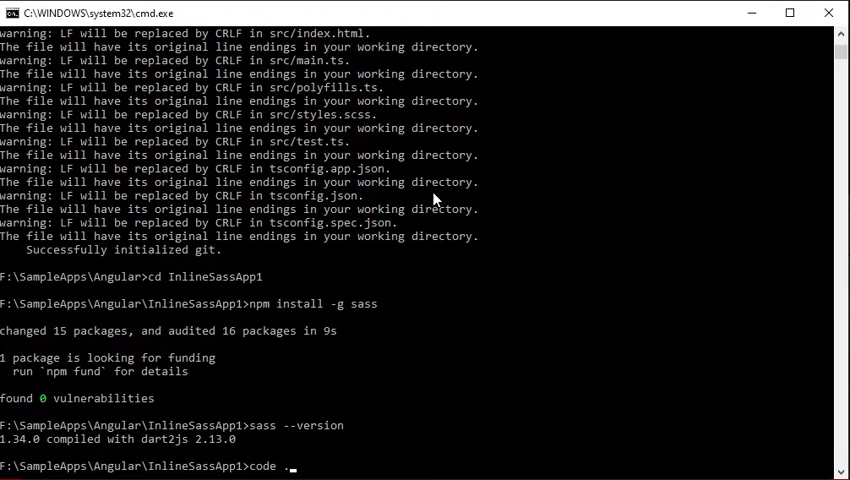 C:\WINDOWS\system32\cmd.exe
warning: LF will be replaced by CRLF in src/index.html.
The file will have its original line endings in your working directory.
warning: LF will be replaced by CRLF in src/main.ts.
The file will have its original line endings in your working directory.
warning: LF will be replaced by CRLF in src/polyfills.ts.
The file will have its original line endings in your working directory.
warning: LF will be replaced by CRLF in src/styles.scss.
The file will have its original line endings in your working directory.
warning: LF will be replaced by CRLF in src/test.ts.
The file will have its original line endings in your working directory.
warning: LF will be replaced by CRLF in tsconfig.app.json.
The file will have its original line endings in your working directory.
warning: LF will be replaced by CRLF in tsconfig.json.
The file will have its original line endings in your working directory.
warning: LF will be replaced by CRLF in tsconfig.spec.json.
The file will have its original line endings in your working directory.
Successfully initialized git.
F:\SampleApps\Angular>cd InlineSassApp1
F:\SampleApps\Angular\InlineSassApp1>npm install -g sass
changed 15 packages, and audited 16 packages in 9s
1 package is looking for funding
run `npm fund` for details
found 0 vulnerabilities
F:\SampleApps\Angular\InlineSassApp1>sass --version
1.34.0 compiled with dart2js 2.13.0
F:\SampleApps\Angular\InlineSassApp1>code .